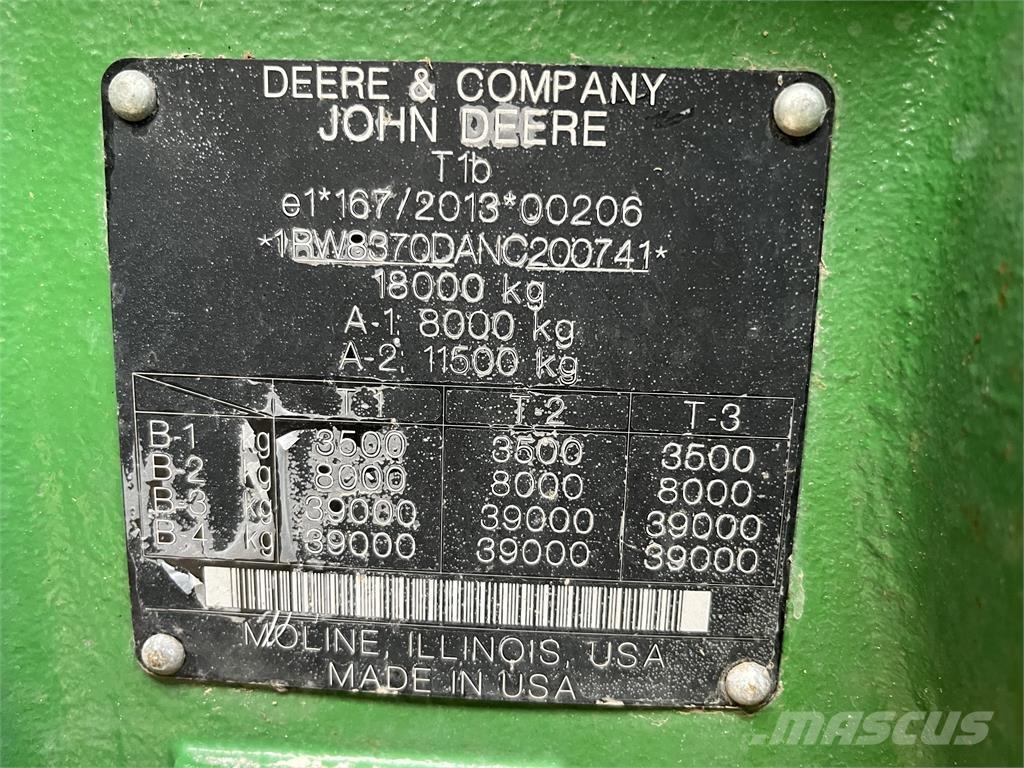 DEERE & COMPANY
JOHN DEERE
T1b
e1*167/2013*00206
*1RW8370DANC200741*
18000 kg
A-1: 8000 kg
A-2: 11500 kg
T-1 T-2 T-3
B-1 kg 3500 3500 3500
B-2 kg 8000 8000 8000
B-3 kg 39000 39000 39000
B-4 kg 39000 39000 39000
MOLINE, ILLINOIS, USA
MADE IN USA
MASCUS